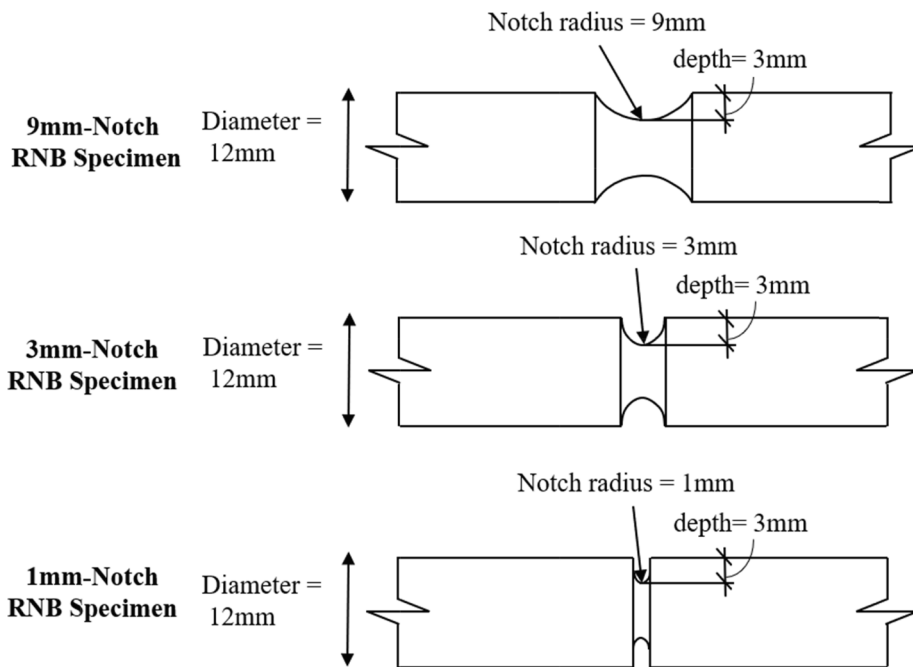 Notch radius = 9mm
depth= 3mm
9mm-Notch
RNB Specimen
Diameter =
12mm
Notch radius = 3mm
depth= 3mm
3mm-Notch
RNB Specimen
Diameter =
12mm
Notch radius = 1mm
depth= 3mm
1mm-Notch
RNB Specimen
Diameter =
12mm